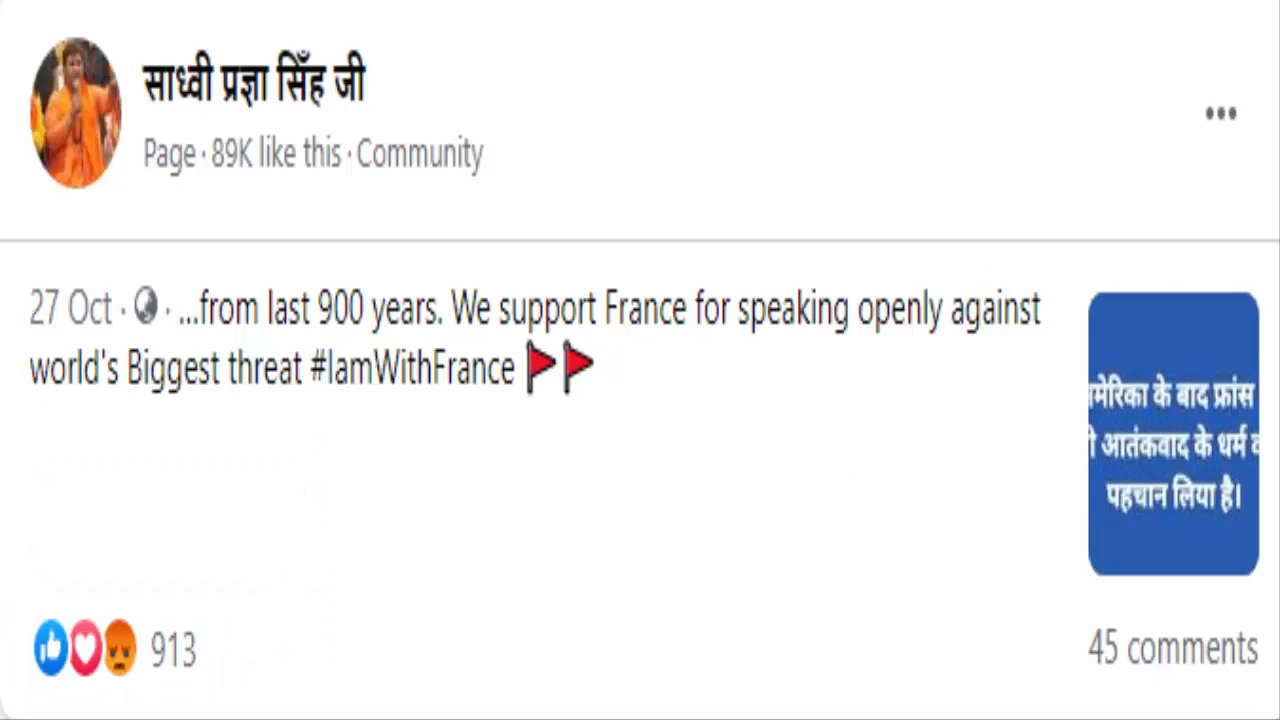 साध्वी प्रज्ञा सिँह जी
Page · 89K like this · Community
27 Oct · · ...from last 900 years. We support France for speaking openly against
world's Biggest threat #IamWithFrance
मेरिका के बाद फ्रांस
आतंकवाद के धर्म
पहचान लिया है।
913
45 comments